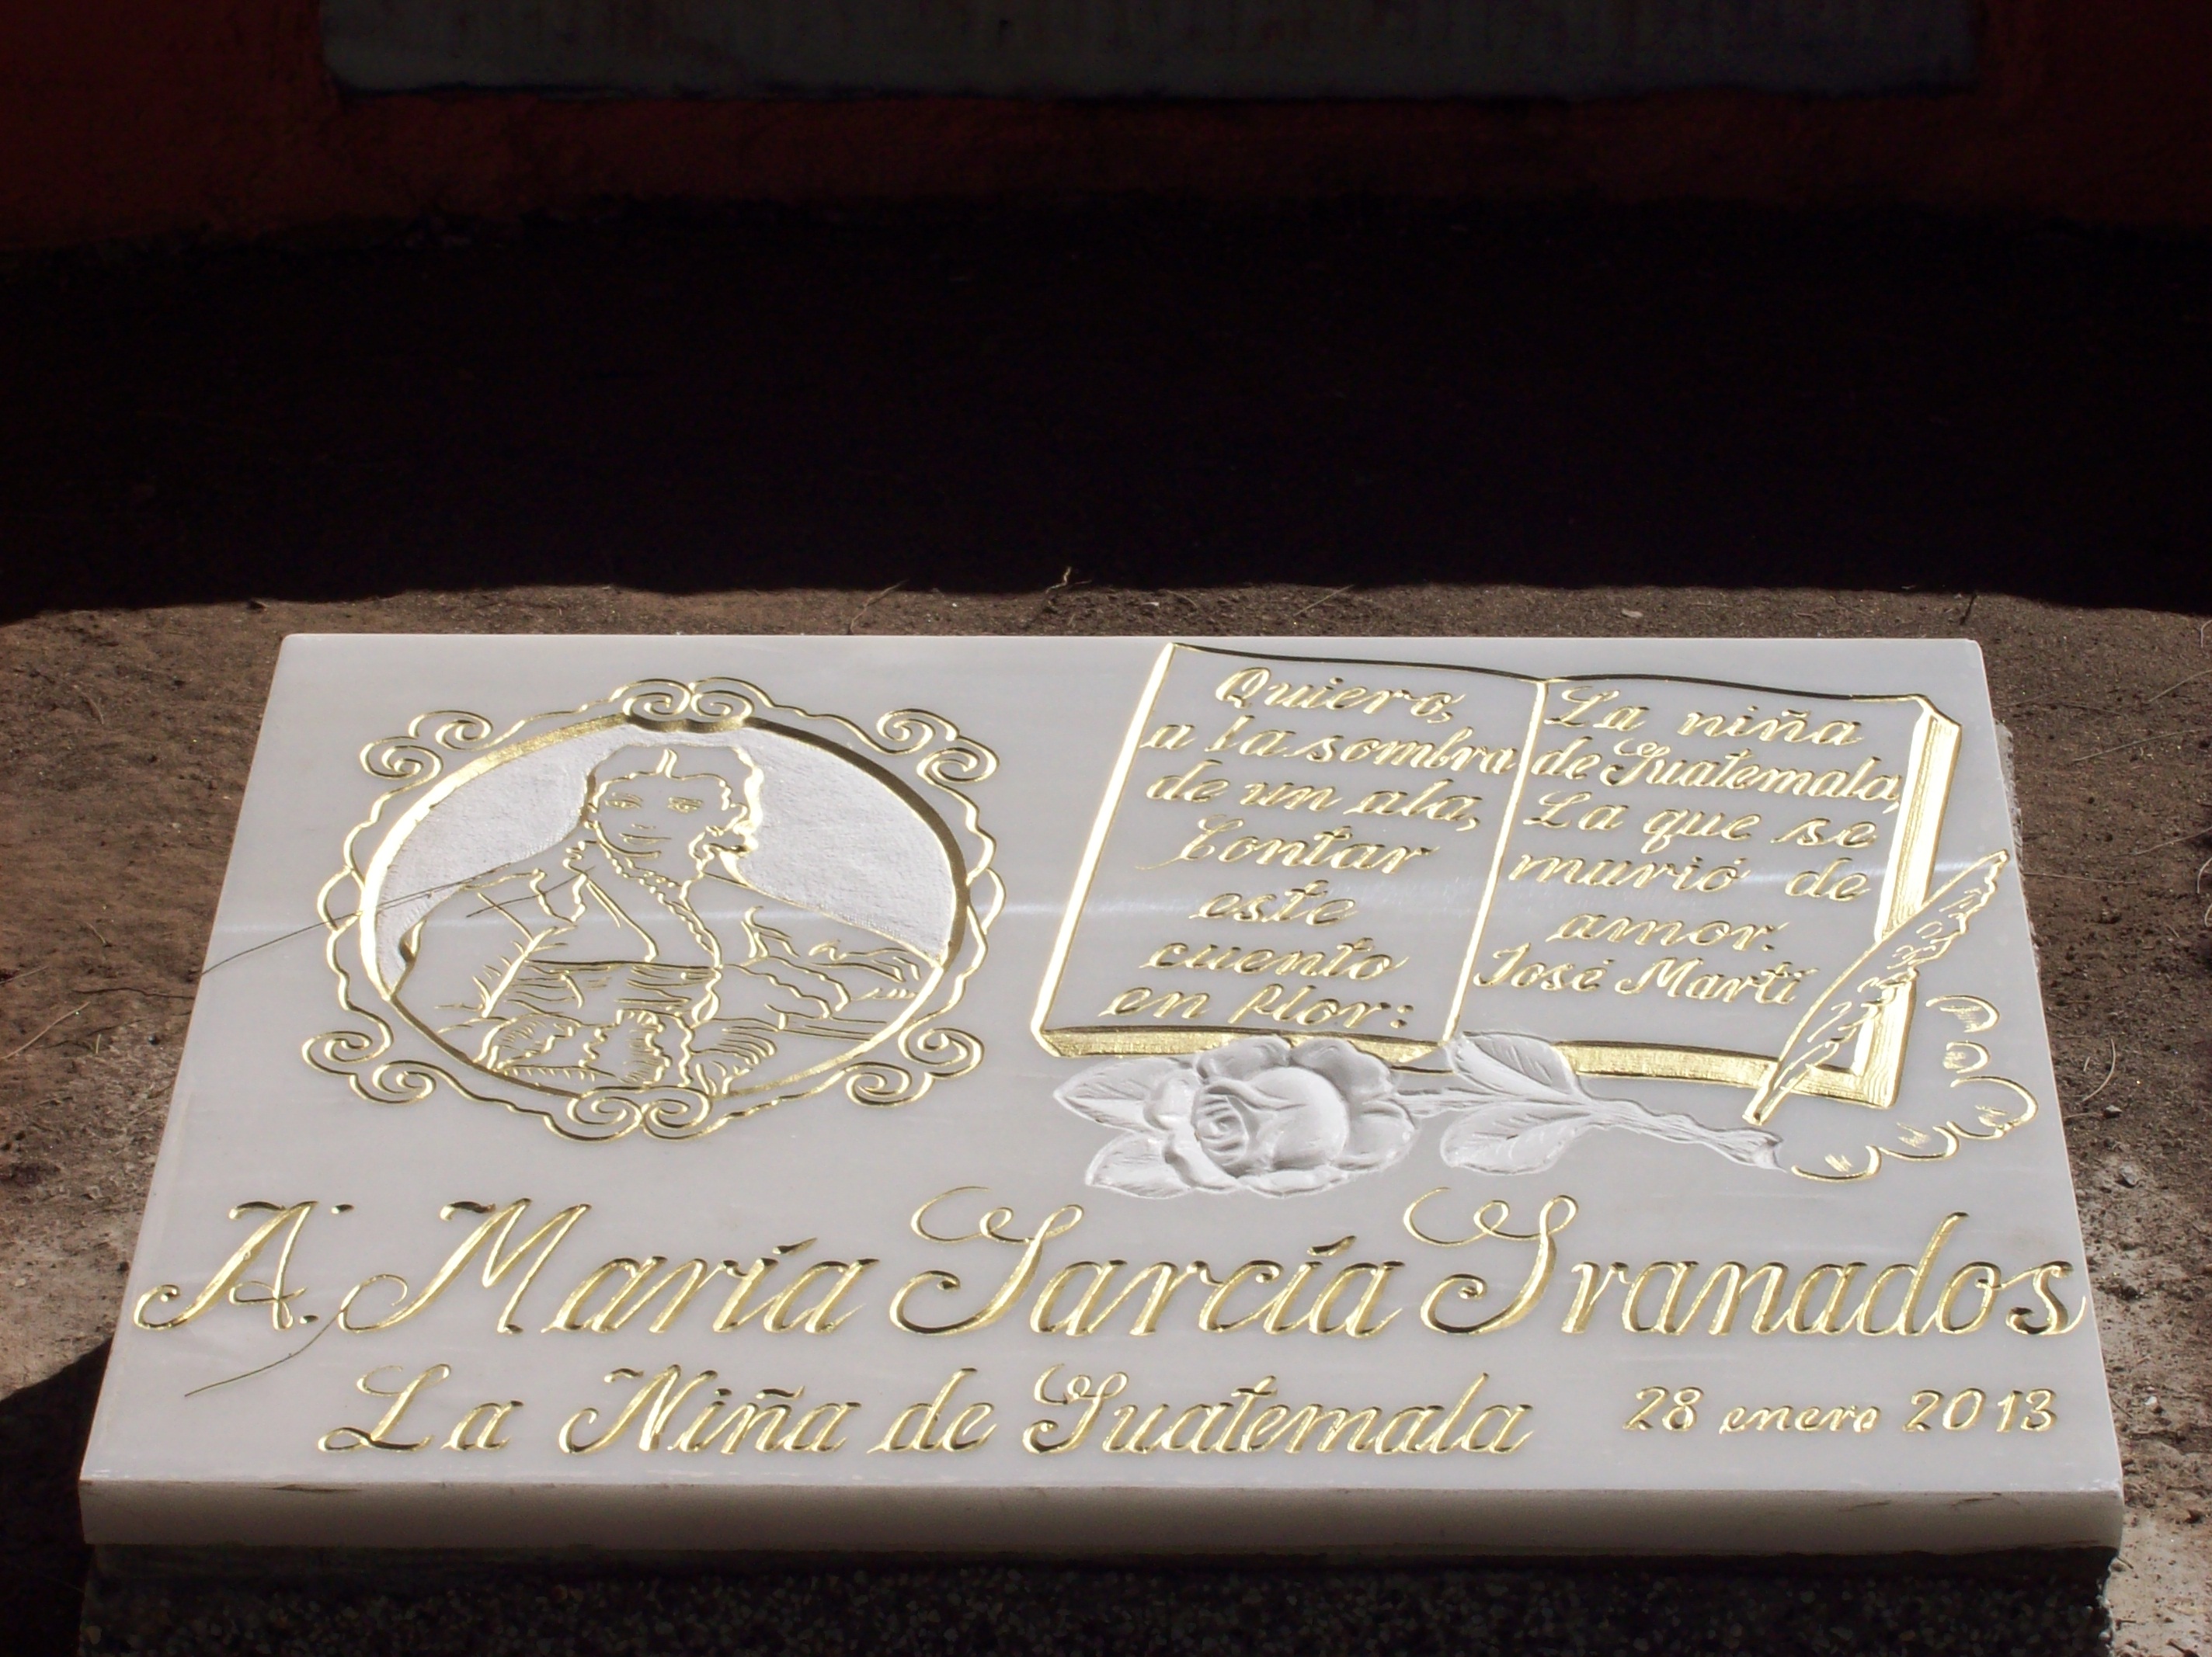 Quiero,
a la sombra
de un ala,
Contar
este
cuento
en flor:
La niña
de Guatemala,
La que se
murió de
amor.
José Martí
A: María García Granados
La Niña de Guatemala
28 enero 2013